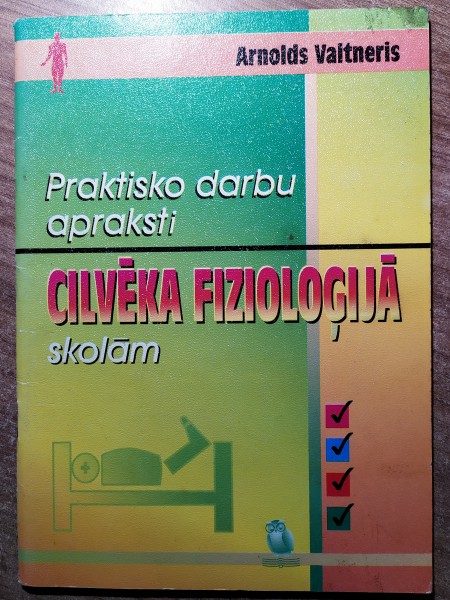 Arnolds Vaitneris
Praktisko darbu
apraksti
CILVĒKA FIZIOLOĢIJĀ
skolām